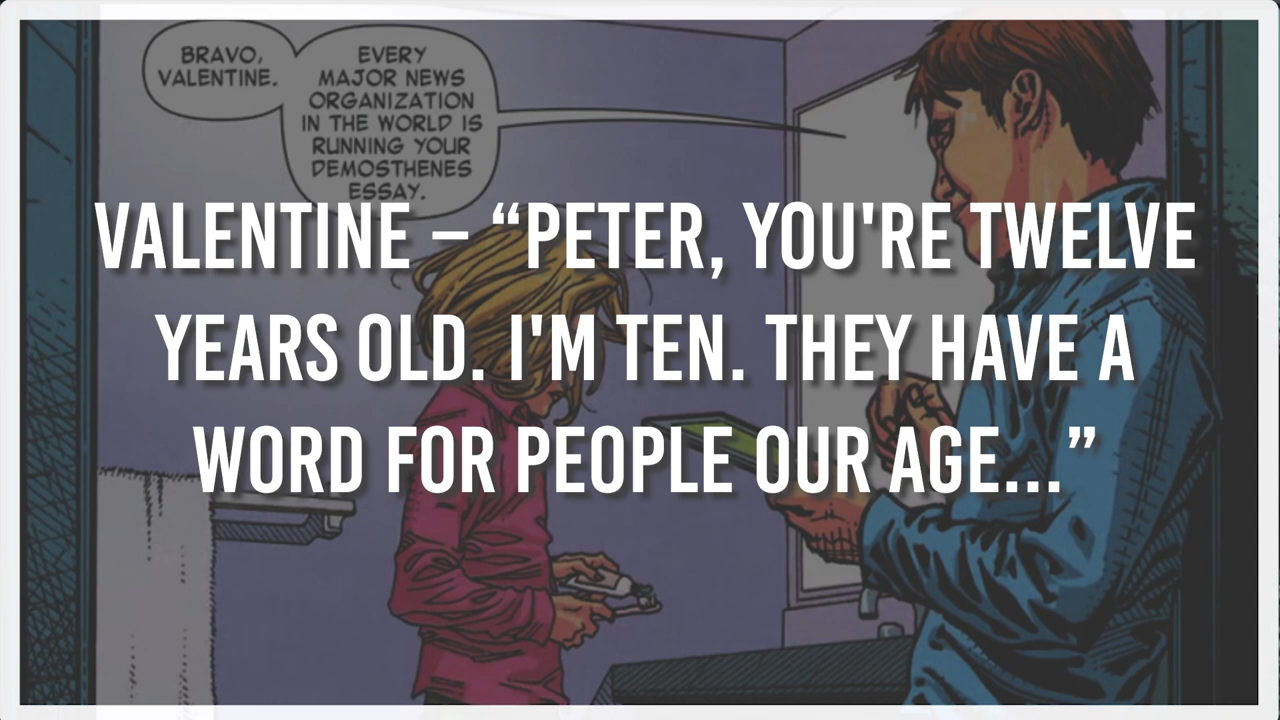 BRAVO,
VALENTINE.
EVERY
MAJOR NEWS
ORGANIZATION
IN THE WORLD IS
RUNNING YOUR
DEMOSTHENES
ESSAY.
VALENTINE – “PETER, YOU'RE TWELVE
YEARS OLD. I'M TEN. THEY HAVE A
WORD FOR PEOPLE OUR AGE...”